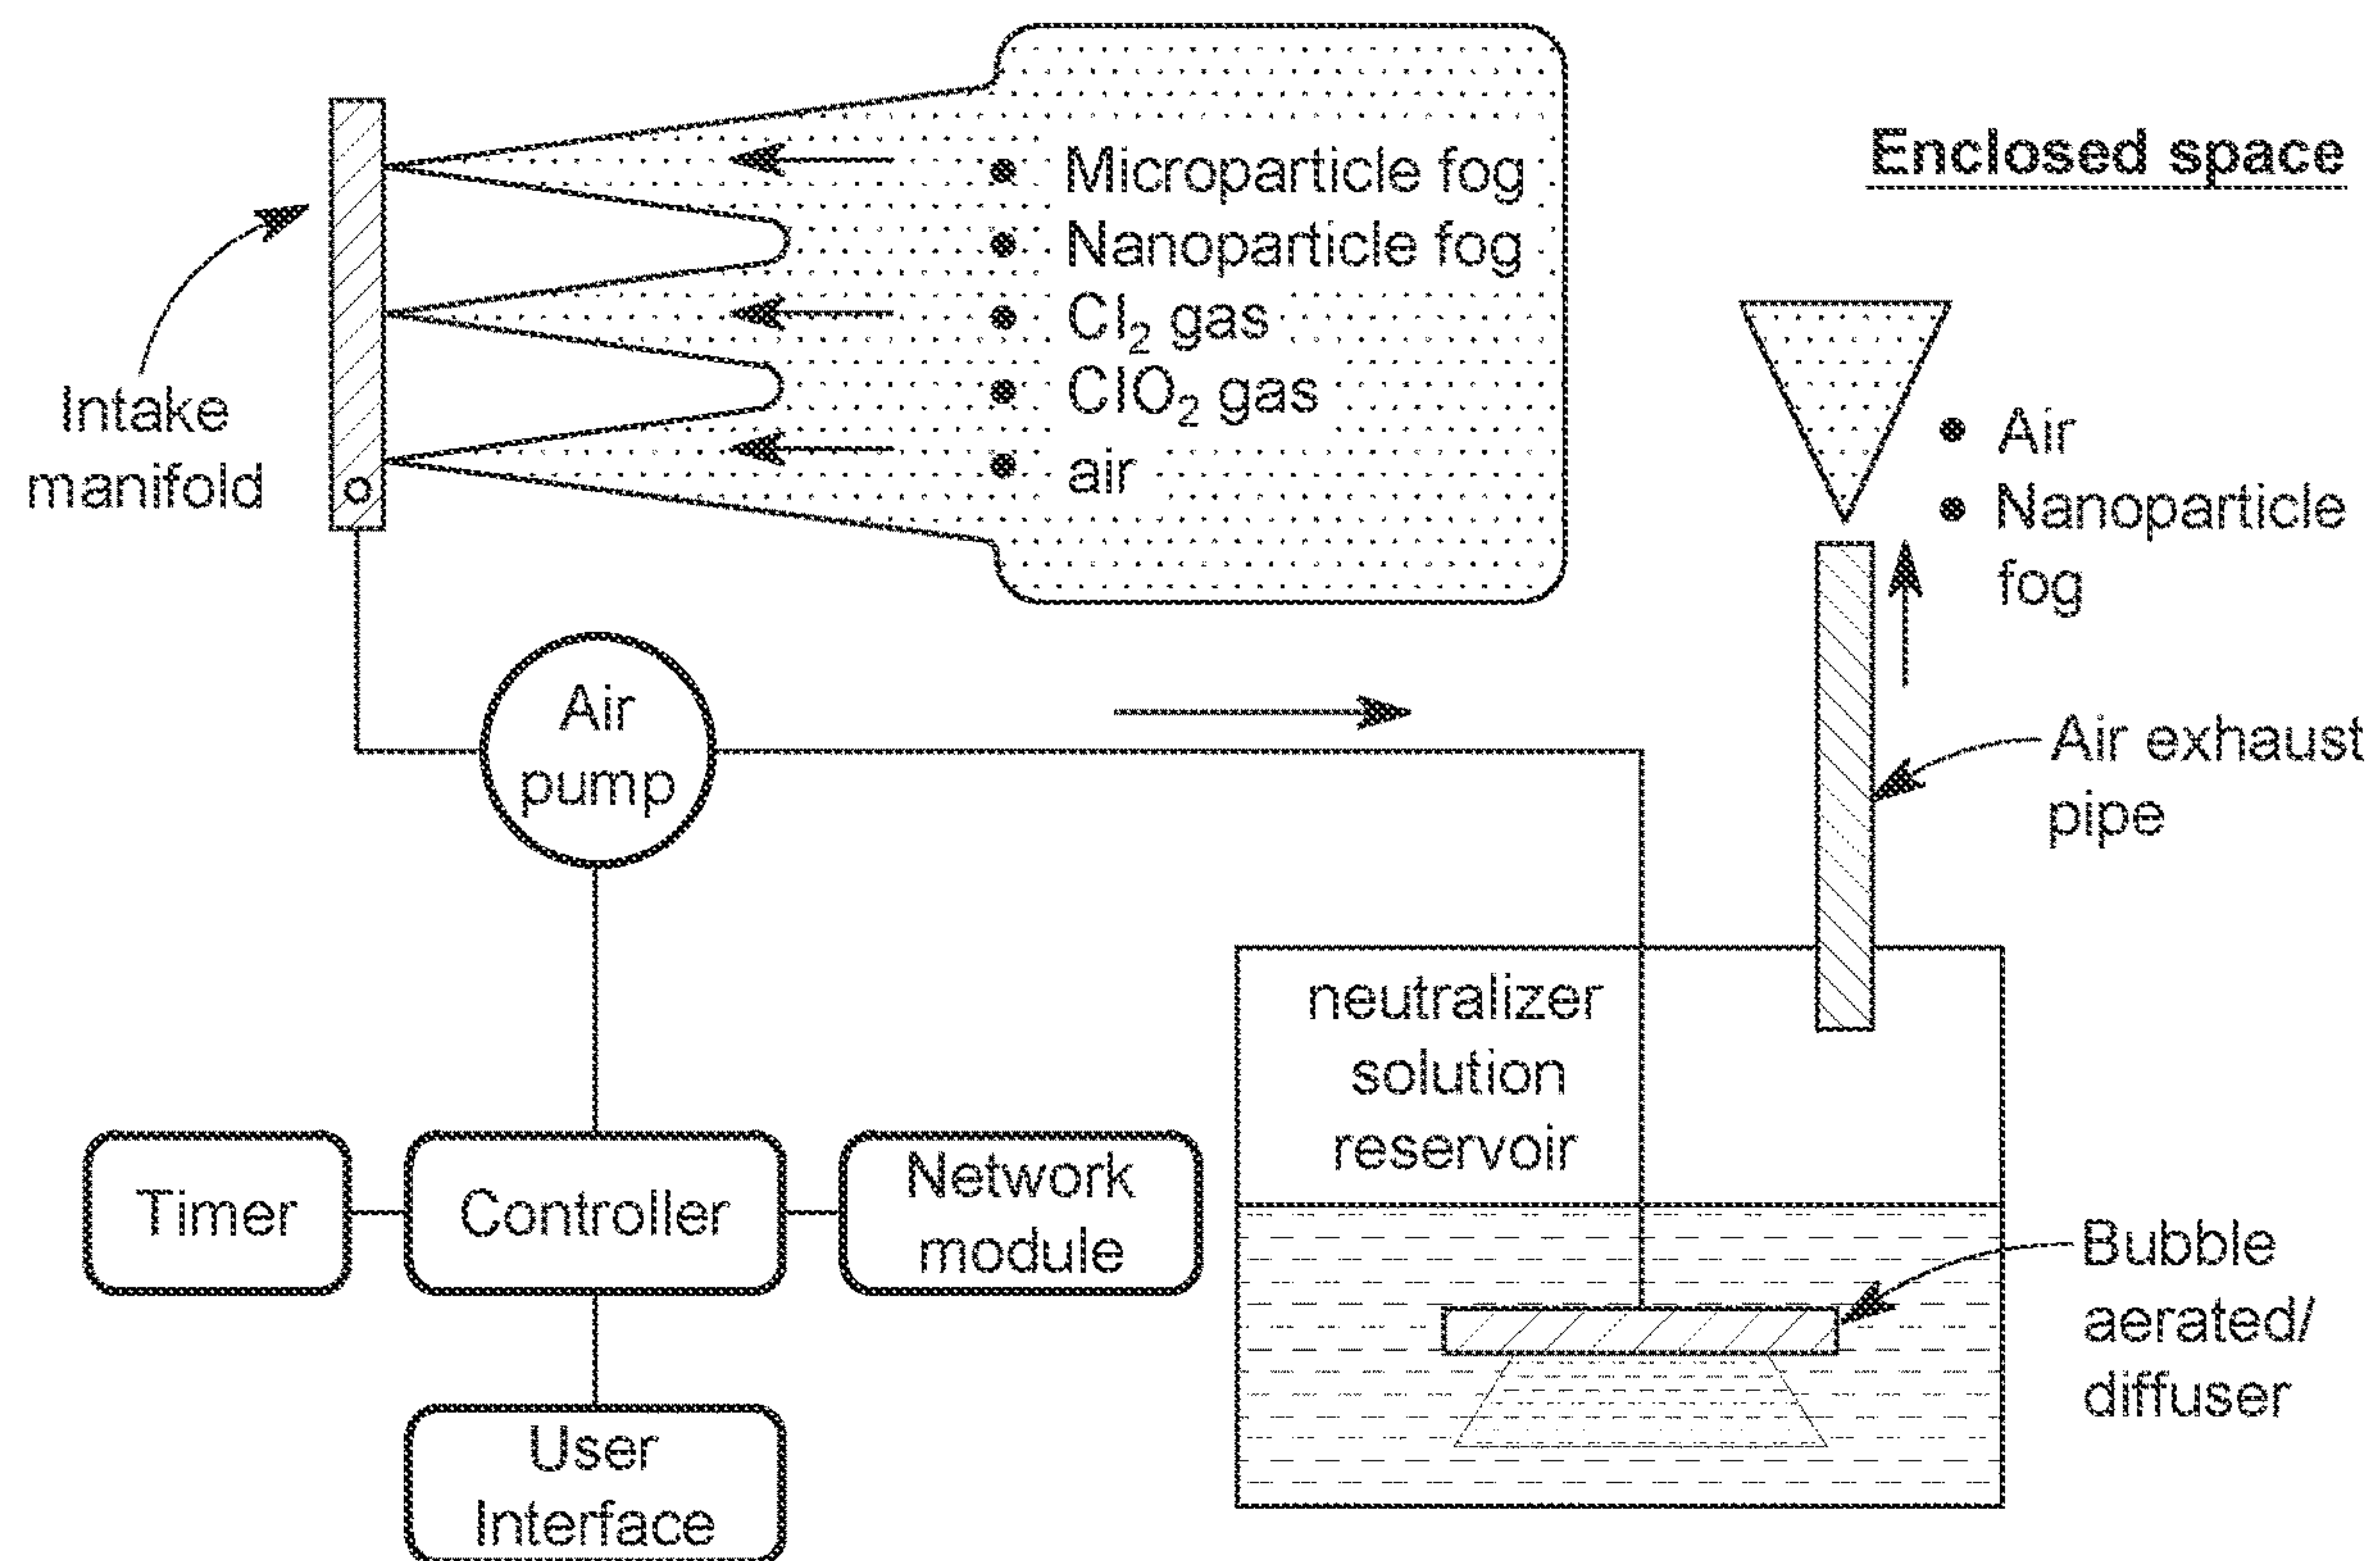 Enclosed space
• Microparticle fog
• Nanoparticle fog
• Cl₂ gas
• ClO₂ gas
• air
Intake
manifold
• Air
• Nanoparticle
fog
Air
pump
Air exhaust
pipe
neutralizer
solution
reservoir
Timer
Controller
Network
module
Bubble
aerated/
diffuser
User
Interface